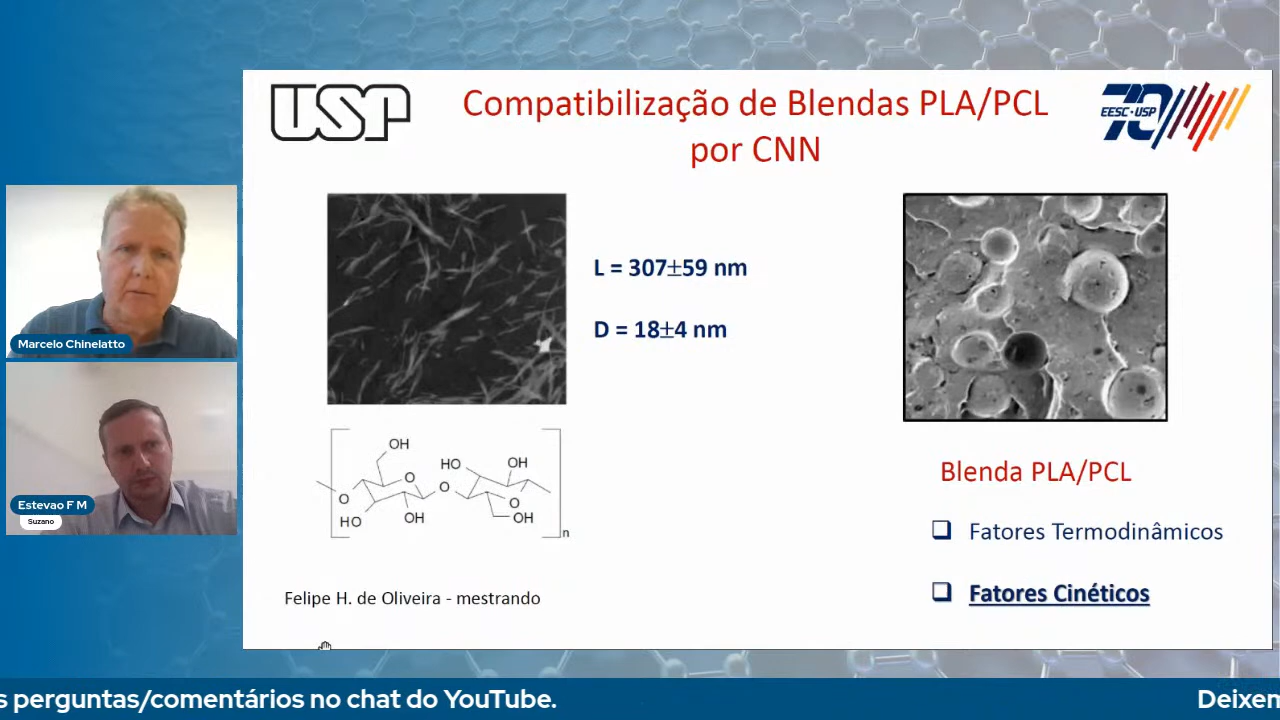 USP
Compatibilização de Blendas PLA/PCL
por CNN
70
EESC·USP
Marcelo Chinelatto
Estevao F M
Suzano
L = 307±59 nm
D = 18±4 nm
OH
HO
OH
O
O
O
O
HO
OH
OH
n
Felipe H. de Oliveira - mestrando
Blenda PLA/PCL
❑ Fatores Termodinâmicos
❑ Fatores Cinéticos
s perguntas/comentários no chat do YouTube.
Deixem